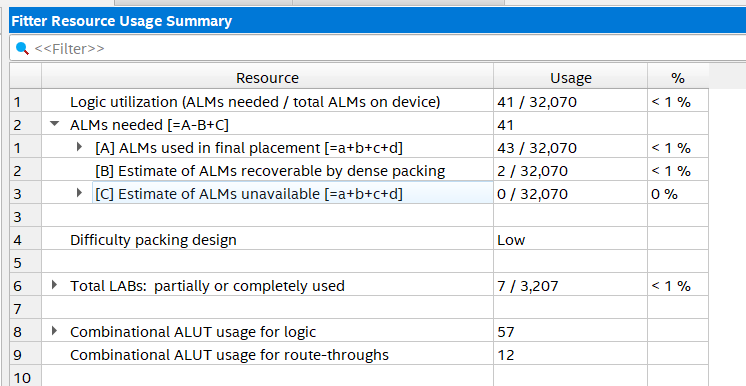 Fitter Resource Usage Summary
<<Filter>>
Resource Usage %
1 Logic utilization (ALMs needed / total ALMs on device) 41 / 32,070 < 1 %
2 ALMs needed [=A-B+C] 41
1 [A] ALMs used in final placement [=a+b+c+d] 43 / 32,070 < 1 %
2 [B] Estimate of ALMs recoverable by dense packing 2 / 32,070 < 1 %
3 [C] Estimate of ALMs unavailable [=a+b+c+d] 0 / 32,070 0 %
3
4 Difficulty packing design Low
5
6 Total LABs: partially or completely used 7 / 3,207 < 1 %
7
8 Combinational ALUT usage for logic 57
9 Combinational ALUT usage for route-throughs 12
10